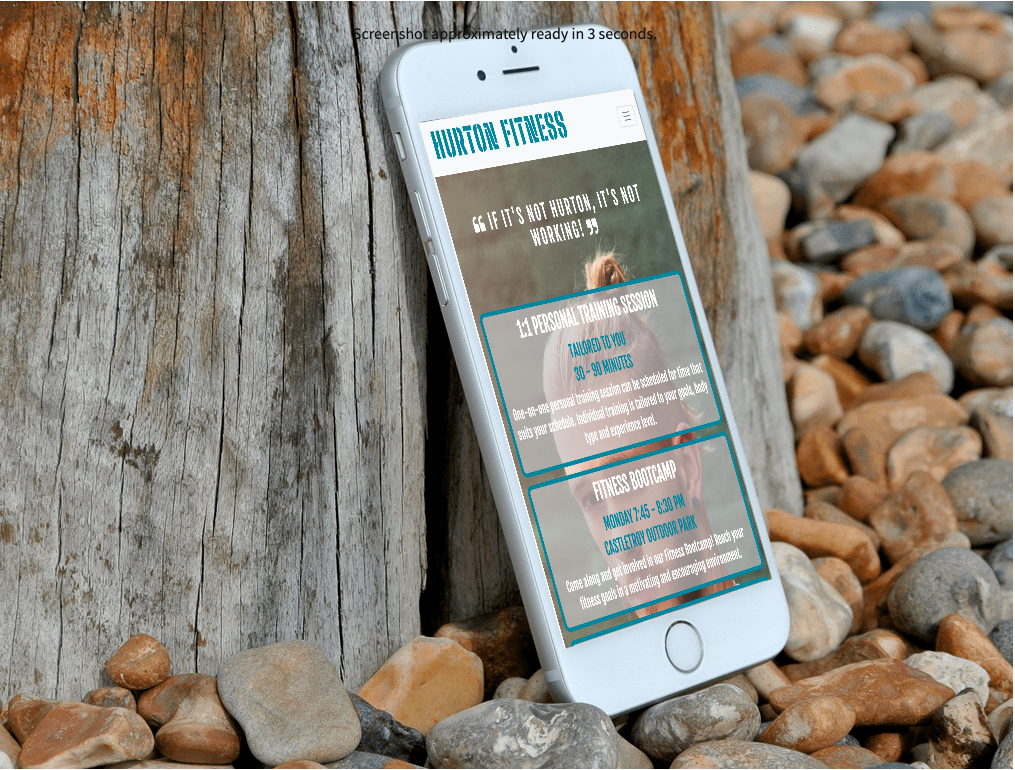 Screenshot approximately ready in 3 seconds.
HURTON FITNESS
❝ IF IT'S NOT HURTON, IT'S NOT
WORKING! ❞
1:1 PERSONAL TRAINING SESSION
TAILORED TO YOU
30 - 90 MINUTES
One-on-one personal training session can be scheduled for time that
suits your schedule. Individual training is tailored to your goals, body
type and experience level.
FITNESS BOOTCAMP
MONDAY 7:45 - 8:30 PM
CASTLETROY OUTDOOR PARK
Come along and get involved in our Fitness Bootcamp! Reach your
fitness goals in a motivating and encouraging environment.